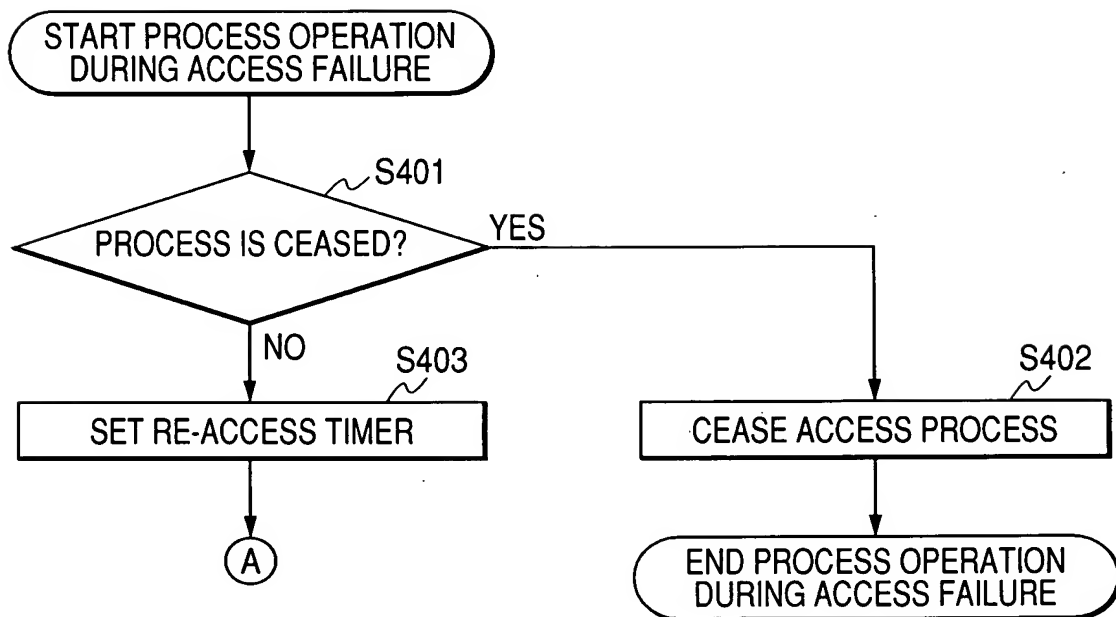 START PROCESS OPERATION
DURING ACCESS FAILURE
S401
PROCESS IS CEASED?
YES
NO
S403
SET RE-ACCESS TIMER
A
S402
CEASE ACCESS PROCESS
END PROCESS OPERATION
DURING ACCESS FAILURE